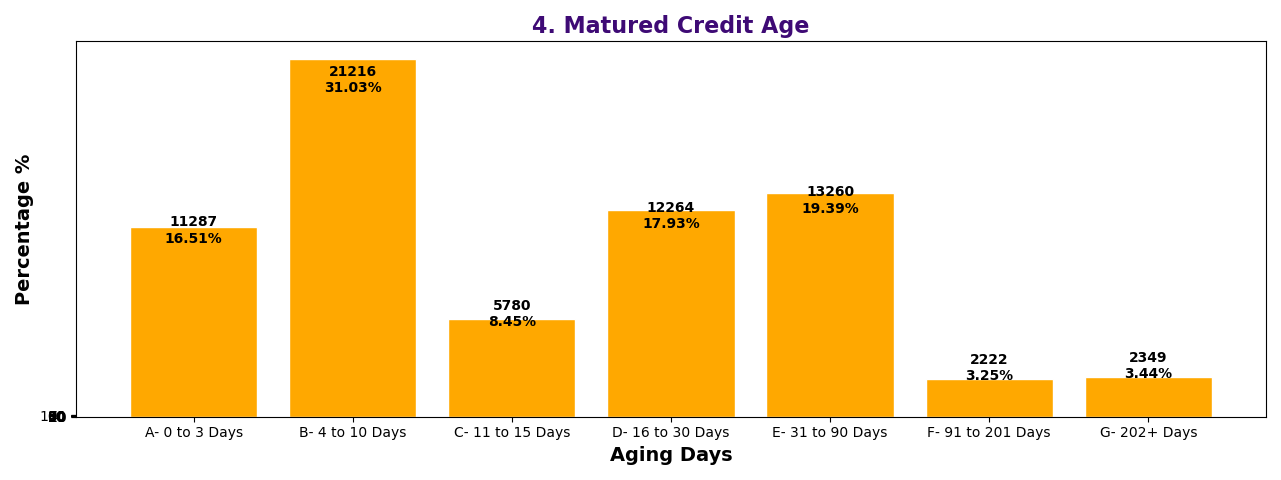 4. Matured Credit Age
Percentage %
21216
31.03%
11287
16.51%
5780
8.45%
12264
17.93%
13260
19.39%
2222
3.25%
2349
3.44%
A- 0 to 3 Days
B- 4 to 10 Days
C- 11 to 15 Days
D- 16 to 30 Days
E- 31 to 90 Days
F- 91 to 201 Days
G- 202+ Days
Aging Days